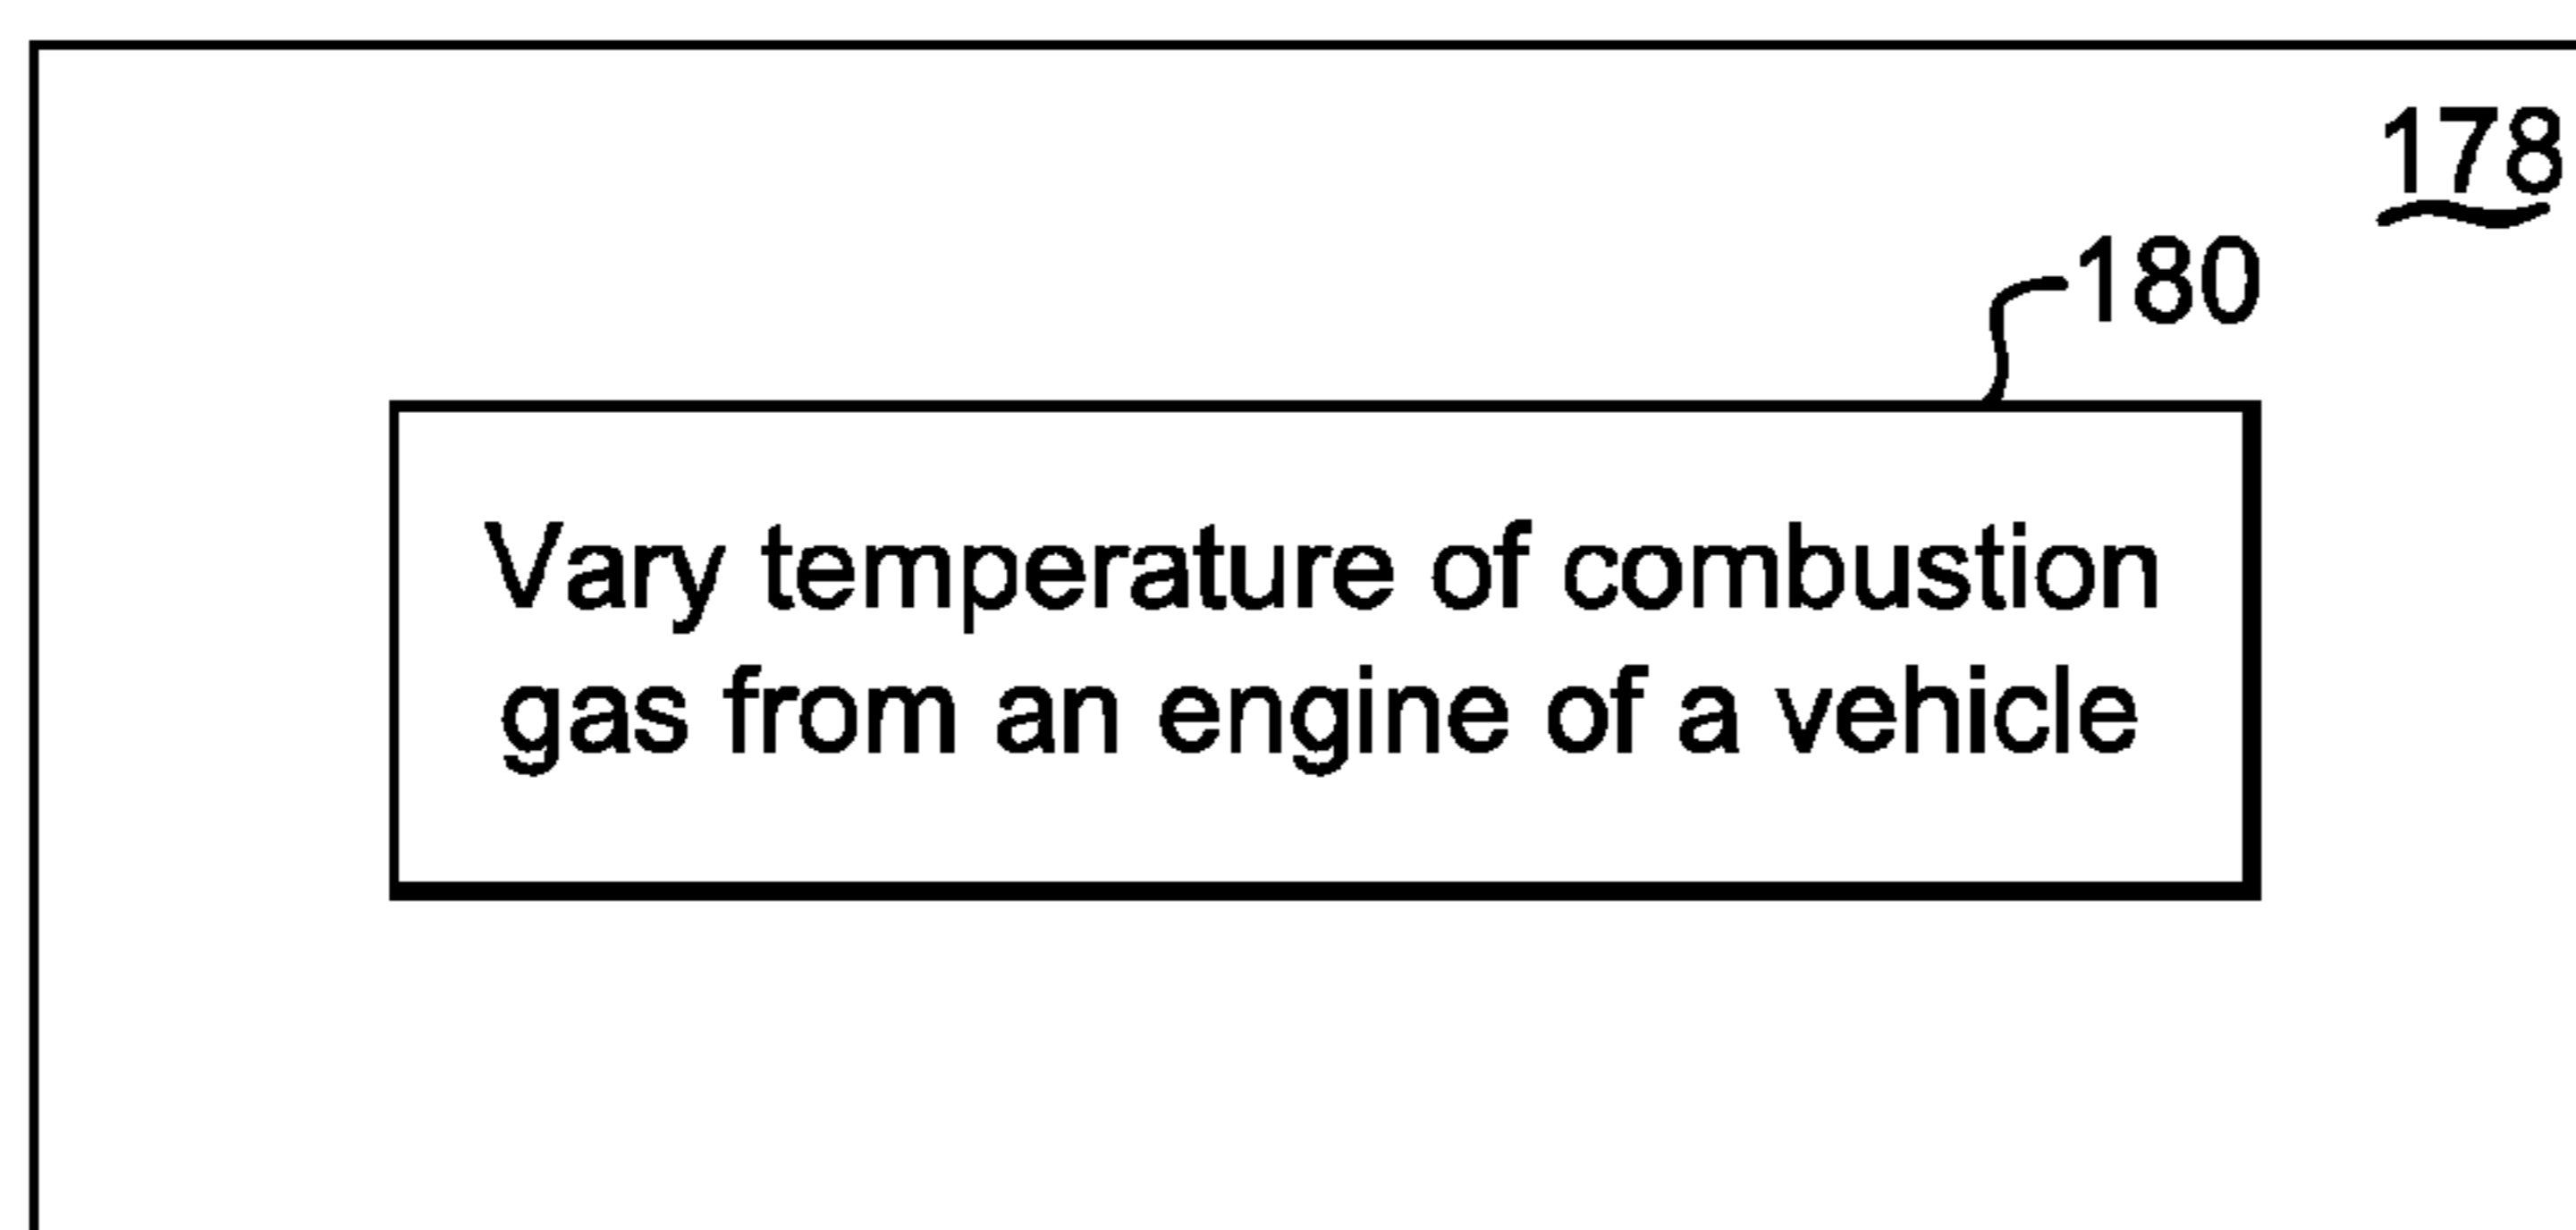 178
180
Vary temperature of combustion
gas from an engine of a vehicle